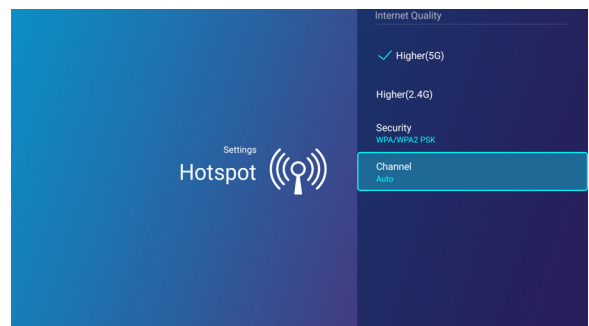 Internet Quality
Higher(5G)
Higher(2.4G)
Security
WPA/WPA2 PSK
Settings
Hotspot
Channel
Auto